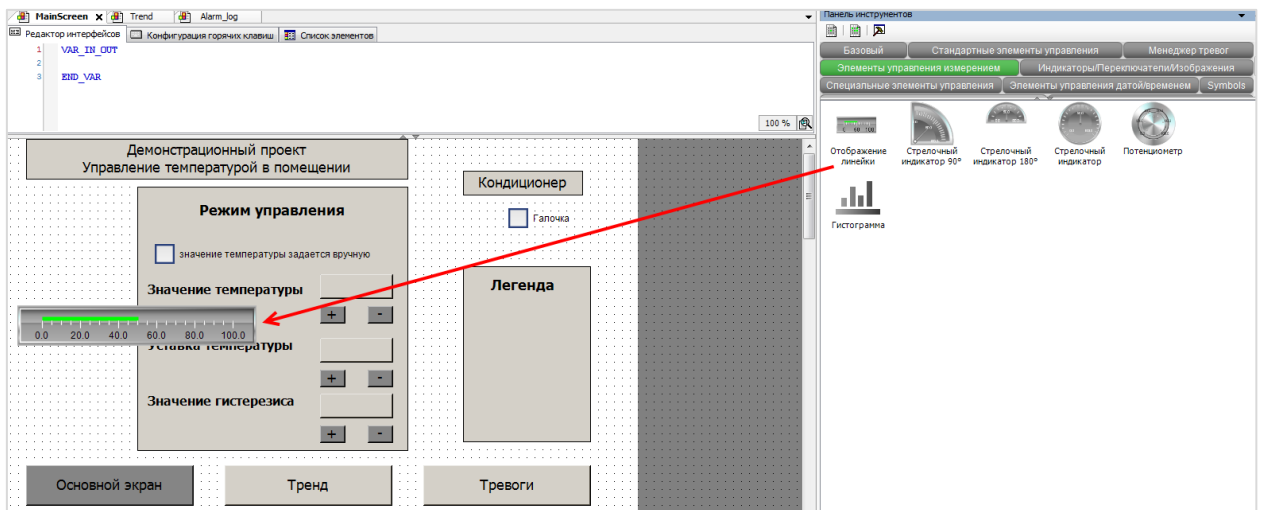 MainScreen X Trend Alarm_log
Редактор интерфейсов Конфигурация горячих клавиш Список элементов
1 VAR_IN_OUT
2
3 END_VAR
100 %
Демонстрационный проект
Управление температурой в помещении
Режим управления
значение температуры задается вручную
Значение температуры
+ -
0.0 20.0 40.0 60.0 80.0 100.0
Уставка температуры
+ -
Значение гистерезиса
+ -
Кондиционер
Галочка
Легенда
Основной экран Тренд Тревоги
Панель инструментов
Базовый Стандартные элементы управления Менеджер тревог
Элементы управления измерением Индикаторы/Переключатели/Изображения
Специальные элементы управления Элементы управления датой/временем Symbols
Отображение линейки
Стрелочный индикатор 90°
Стрелочный индикатор 180°
Стрелочный индикатор
Потенциометр
Гистограмма